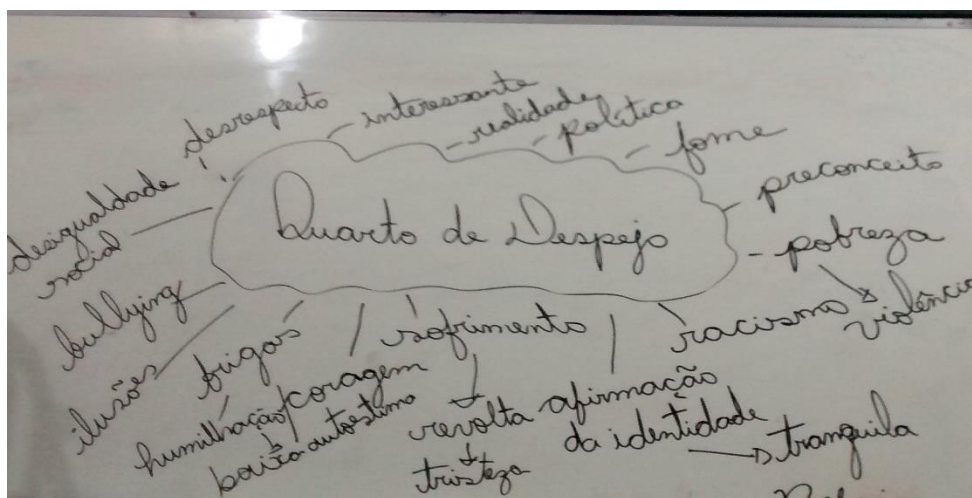 desrespeito
interessante
realidade
política
fome
preconceito
desigualdade
social
Quarto de Despejo
pobreza
violência
bullying
ilusões
brigas
sofrimento
racismo
humilhação/coragem
baixa autoestima
revolta
tristeza
afirmação
da identidade
tranquila